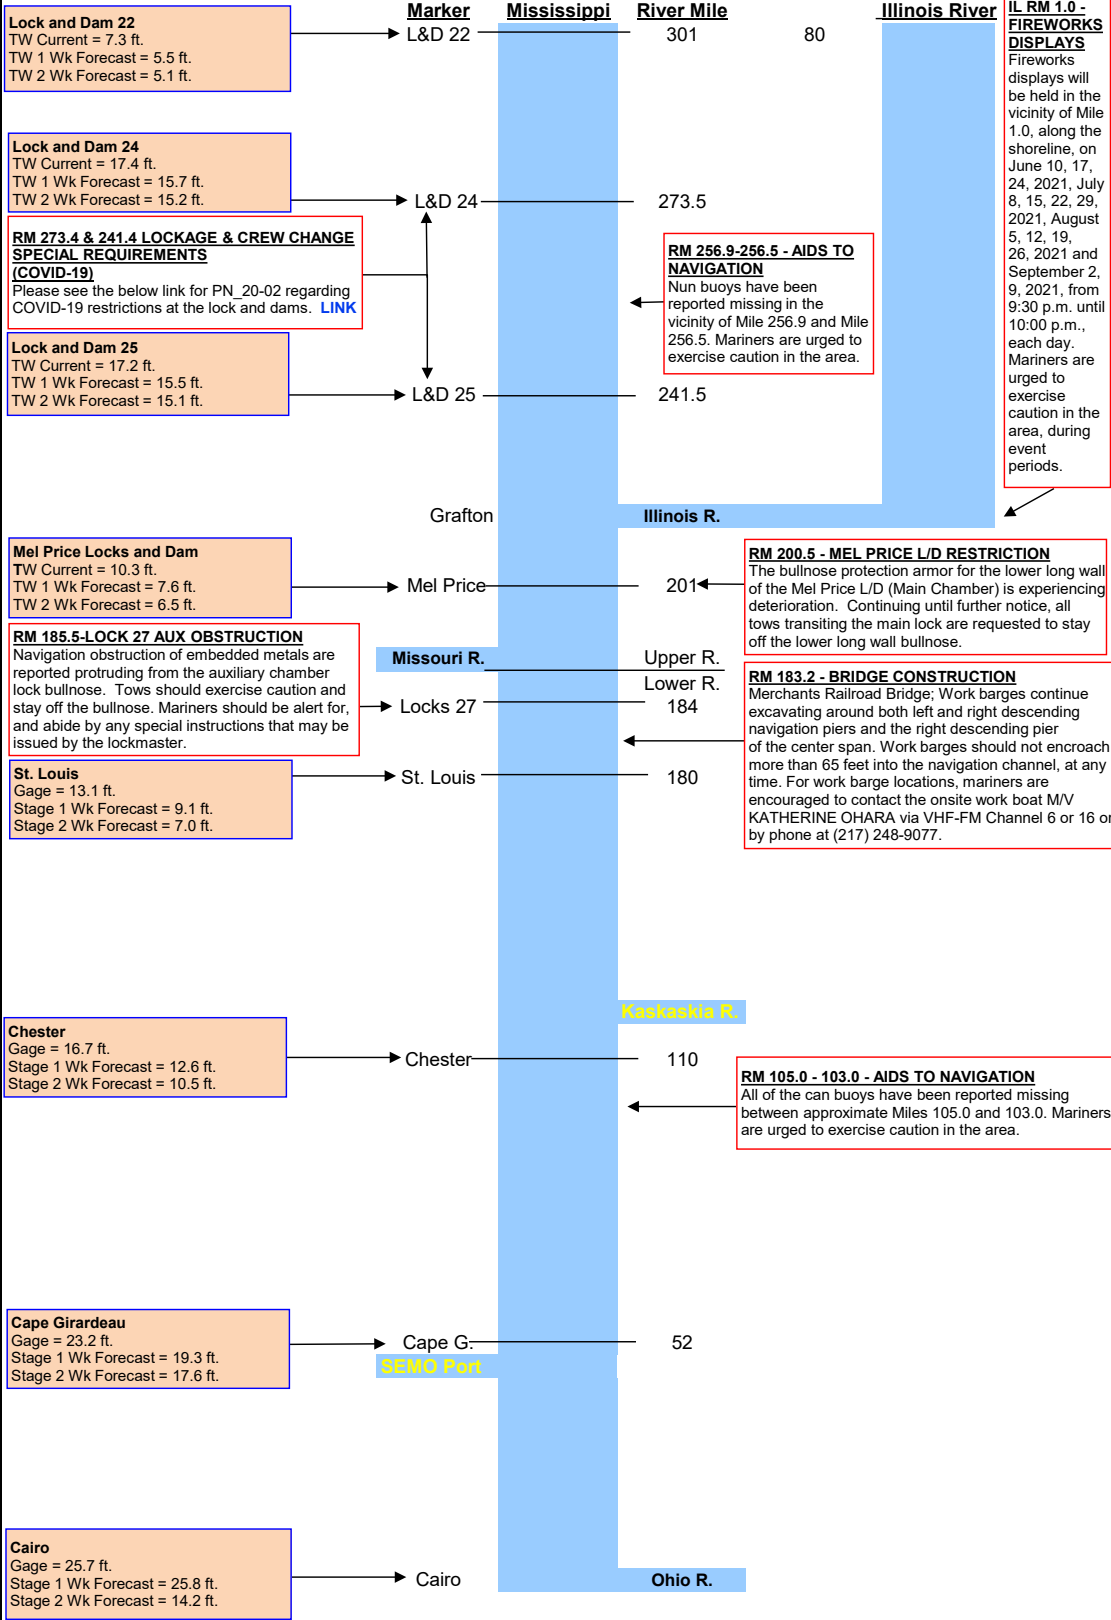 Marker
Mississippi
River Mile
Illinois River
Lock and Dam 22
TW Current = 7.3 ft.
TW 1 Wk Forecast = 5.5 ft.
TW 2 Wk Forecast = 5.1 ft.
L&D 22
301
80
IL RM 1.0 -
FIREWORKS
DISPLAYS
Fireworks
displays will
be held in the
vicinity of Mile
1.0, along the
shoreline, on
June 10, 17,
24, 2021, July
8, 15, 22, 29,
2021, August
5, 12, 19,
26, 2021 and
September 2,
9, 2021, from
9:30 p.m. until
10:00 p.m.,
each day.
Mariners are
urged to
exercise
caution in the
area, during
event
periods.
Lock and Dam 24
TW Current = 17.4 ft.
TW 1 Wk Forecast = 15.7 ft.
TW 2 Wk Forecast = 15.2 ft.
L&D 24
273.5
RM 273.4 & 241.4 LOCKAGE & CREW CHANGE
SPECIAL REQUIREMENTS
(COVID-19)
Please see the below link for PN_20-02 regarding
COVID-19 restrictions at the lock and dams. LINK
RM 256.9-256.5 - AIDS TO
NAVIGATION
Nun buoys have been
reported missing in the
vicinity of Mile 256.9 and Mile
256.5. Mariners are urged to
exercise caution in the area.
Lock and Dam 25
TW Current = 17.2 ft.
TW 1 Wk Forecast = 15.5 ft.
TW 2 Wk Forecast = 15.1 ft.
L&D 25
241.5
Grafton
Illinois R.
Mel Price Locks and Dam
TW Current = 10.3 ft.
TW 1 Wk Forecast = 7.6 ft.
TW 2 Wk Forecast = 6.5 ft.
Mel Price
201
RM 200.5 - MEL PRICE L/D RESTRICTION
The bullnose protection armor for the lower long wall
of the Mel Price L/D (Main Chamber) is experiencing
deterioration. Continuing until further notice, all
tows transiting the main lock are requested to stay
off the lower long wall bullnose.
RM 185.5-LOCK 27 AUX OBSTRUCTION
Navigation obstruction of embedded metals are
reported protruding from the auxiliary chamber
lock bullnose. Tows should exercise caution and
stay off the bullnose. Mariners should be alert for,
and abide by any special instructions that may be
issued by the lockmaster.
Missouri R.
Upper R.
Lower R.
Locks 27
184
RM 183.2 - BRIDGE CONSTRUCTION
Merchants Railroad Bridge; Work barges continue
excavating around both left and right descending
navigation piers and the right descending pier
of the center span. Work barges should not encroach
more than 65 feet into the navigation channel, at any
time. For work barge locations, mariners are
encouraged to contact the onsite work boat M/V
KATHERINE OHARA via VHF-FM Channel 6 or 16 or
by phone at (217) 248-9077.
St. Louis
Gage = 13.1 ft.
Stage 1 Wk Forecast = 9.1 ft.
Stage 2 Wk Forecast = 7.0 ft.
St. Louis
180
Kaskaskia R.
Chester
Gage = 16.7 ft.
Stage 1 Wk Forecast = 12.6 ft.
Stage 2 Wk Forecast = 10.5 ft.
Chester
110
RM 105.0 - 103.0 - AIDS TO NAVIGATION
All of the can buoys have been reported missing
between approximate Miles 105.0 and 103.0. Mariners
are urged to exercise caution in the area.
Cape Girardeau
Gage = 23.2 ft.
Stage 1 Wk Forecast = 19.3 ft.
Stage 2 Wk Forecast = 17.6 ft.
Cape G.
52
SEMO Port
Cairo
Gage = 25.7 ft.
Stage 1 Wk Forecast = 25.8 ft.
Stage 2 Wk Forecast = 14.2 ft.
Cairo
Ohio R.